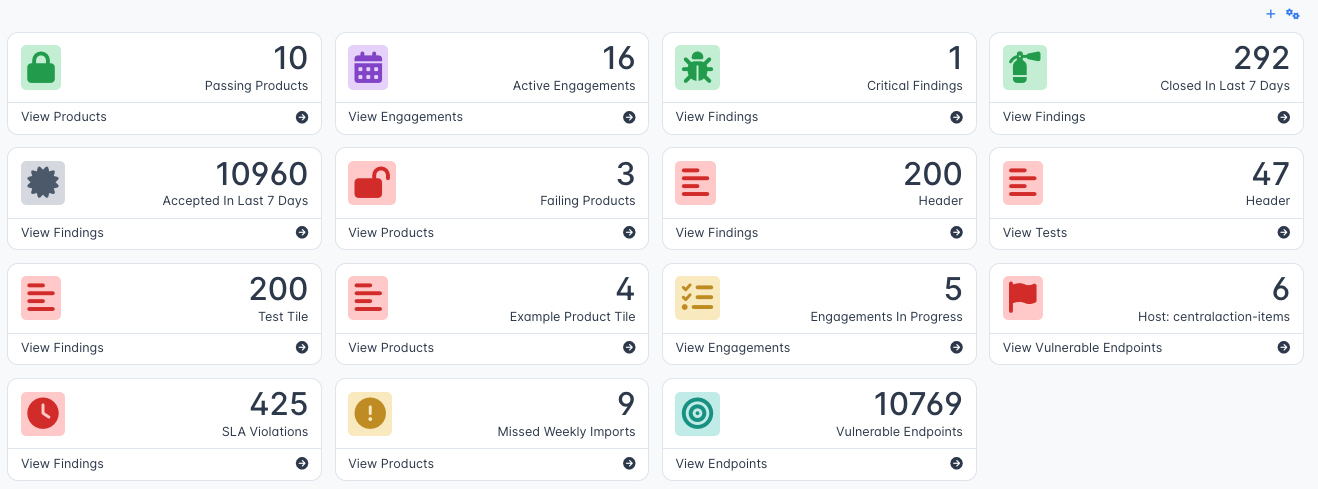 10
Passing Products
View Products
16
Active Engagements
View Engagements
1
Critical Findings
View Findings
292
Closed In Last 7 Days
View Findings
10960
Accepted In Last 7 Days
View Findings
3
Failing Products
View Products
200
Header
View Findings
47
Header
View Tests
200
Test Tile
View Findings
4
Example Product Tile
View Products
5
Engagements In Progress
View Engagements
6
Host: centralaction-items
View Vulnerable Endpoints
425
SLA Violations
View Findings
9
Missed Weekly Imports
View Products
10769
Vulnerable Endpoints
View Endpoints